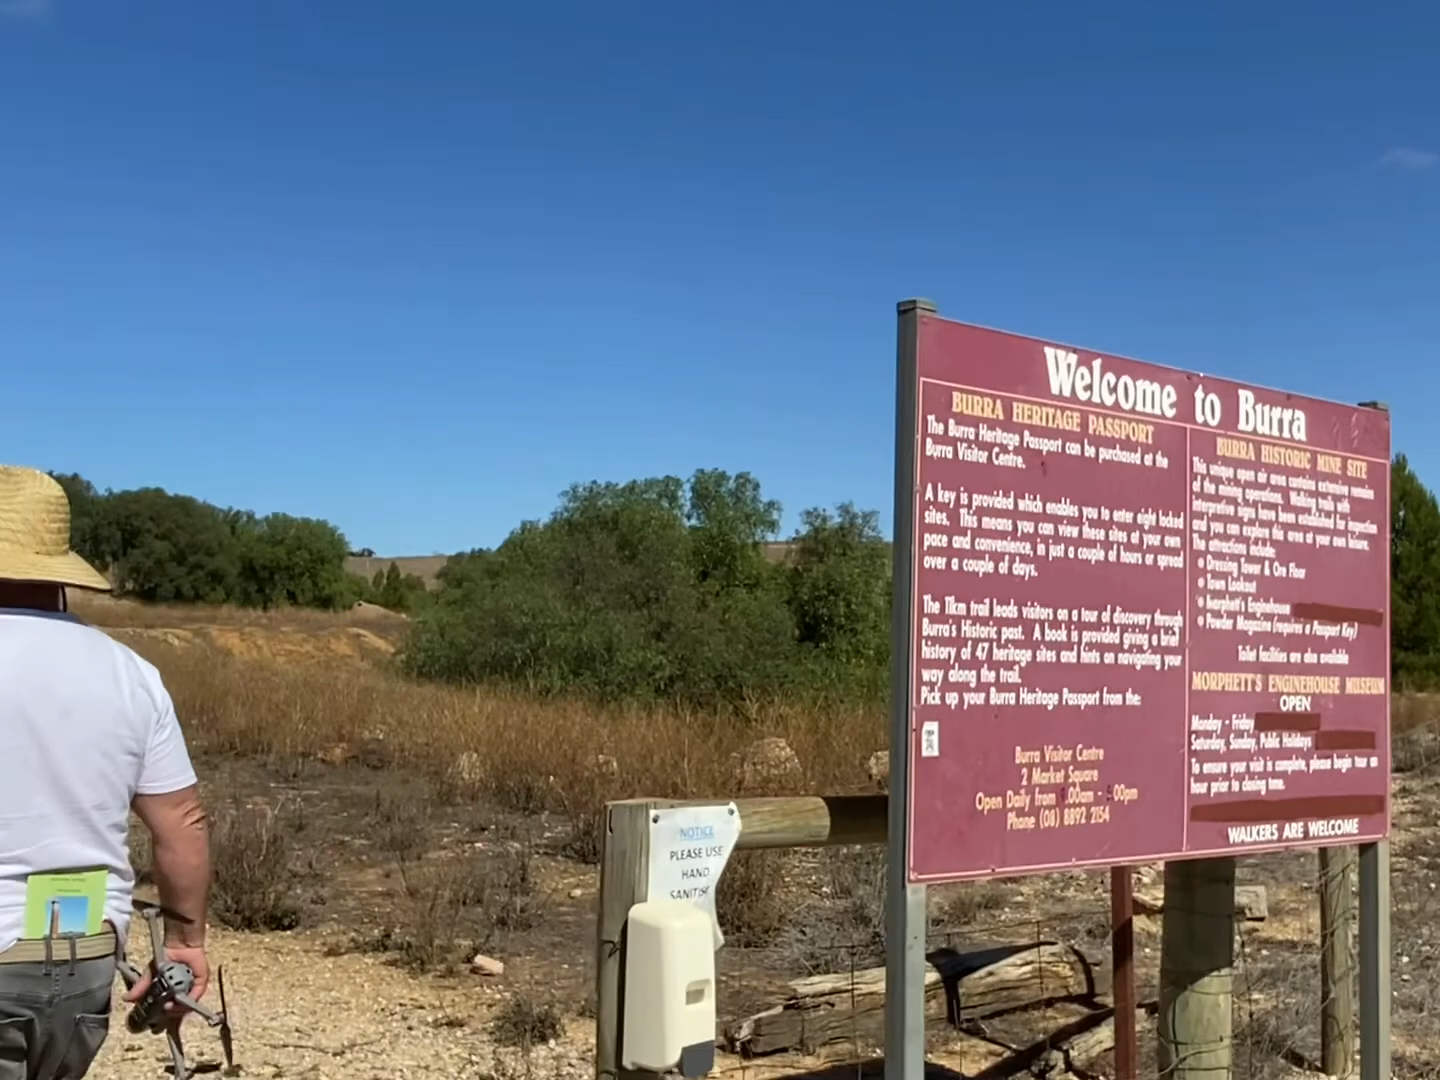 Welcome to Burra
BURRA HERITAGE PASSPORT
The Burra Heritage Passport can be purchased at the
Burra Visitor Centre.
A key is provided which enables you to enter eight locked
sites. This means you can view these sites at your own
pace and convenience, in just a couple of hours or spread
over a couple of days.
The 11km trail leads visitors on a tour of discovery through
Burra's Historic past. A book is provided giving a brief
history of 47 heritage sites and hints on navigating your
way along the trail.
Pick up your Burra Heritage Passport from the:
Burra Visitor Centre
2 Market Square
Open Daily from .00am - :00pm
Phone (08) 8892 2154
BURRA HISTORIC MINE SITE
This unique open air area contains extensive remains
of the mining operations. Walking trails with
interpretive signs have been established for inspection
and you can explore the area at your own leisure.
The attractions include:
• Dressing Tower & Ore Floor
• Town Lookout
• Morphett's Enginehouse
• Powder Magazine (requires a Passport Key)
Toilet facilities are also available
MORPHETT'S ENGINEHOUSE MUSEUM
OPEN
Monday - Friday
Saturday, Sunday, Public Holidays
To ensure your visit is complete, please begin tour an
hour prior to closing time.
WALKERS ARE WELCOME
NOTICE
PLEASE USE
HAND
SANITISE